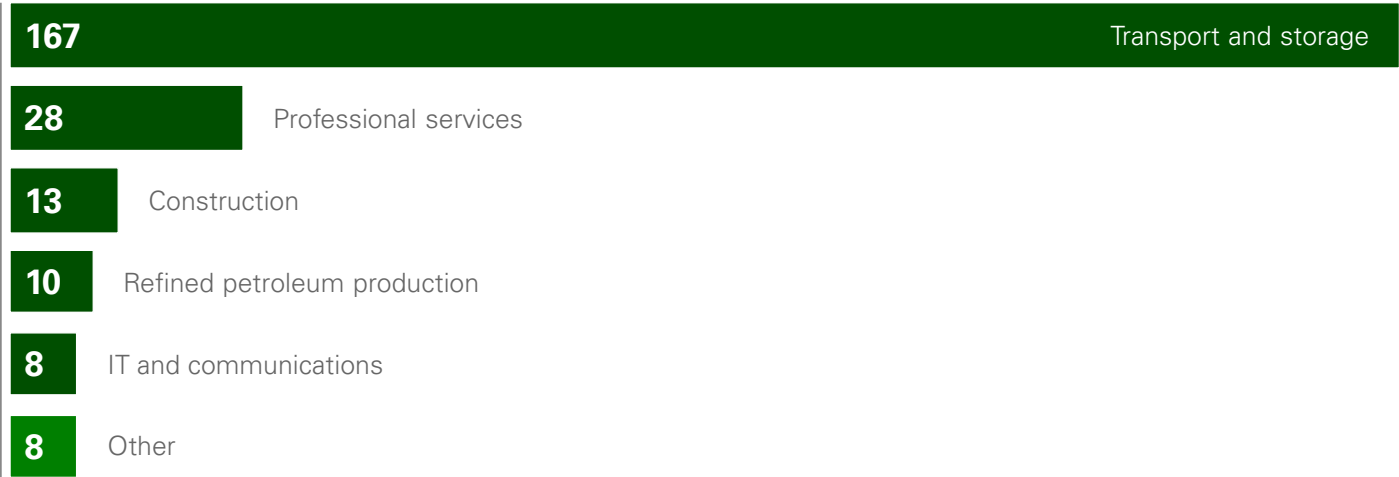 167 Transport and storage
28 Professional services
13 Construction
10 Refined petroleum production
8 IT and communications
8 Other